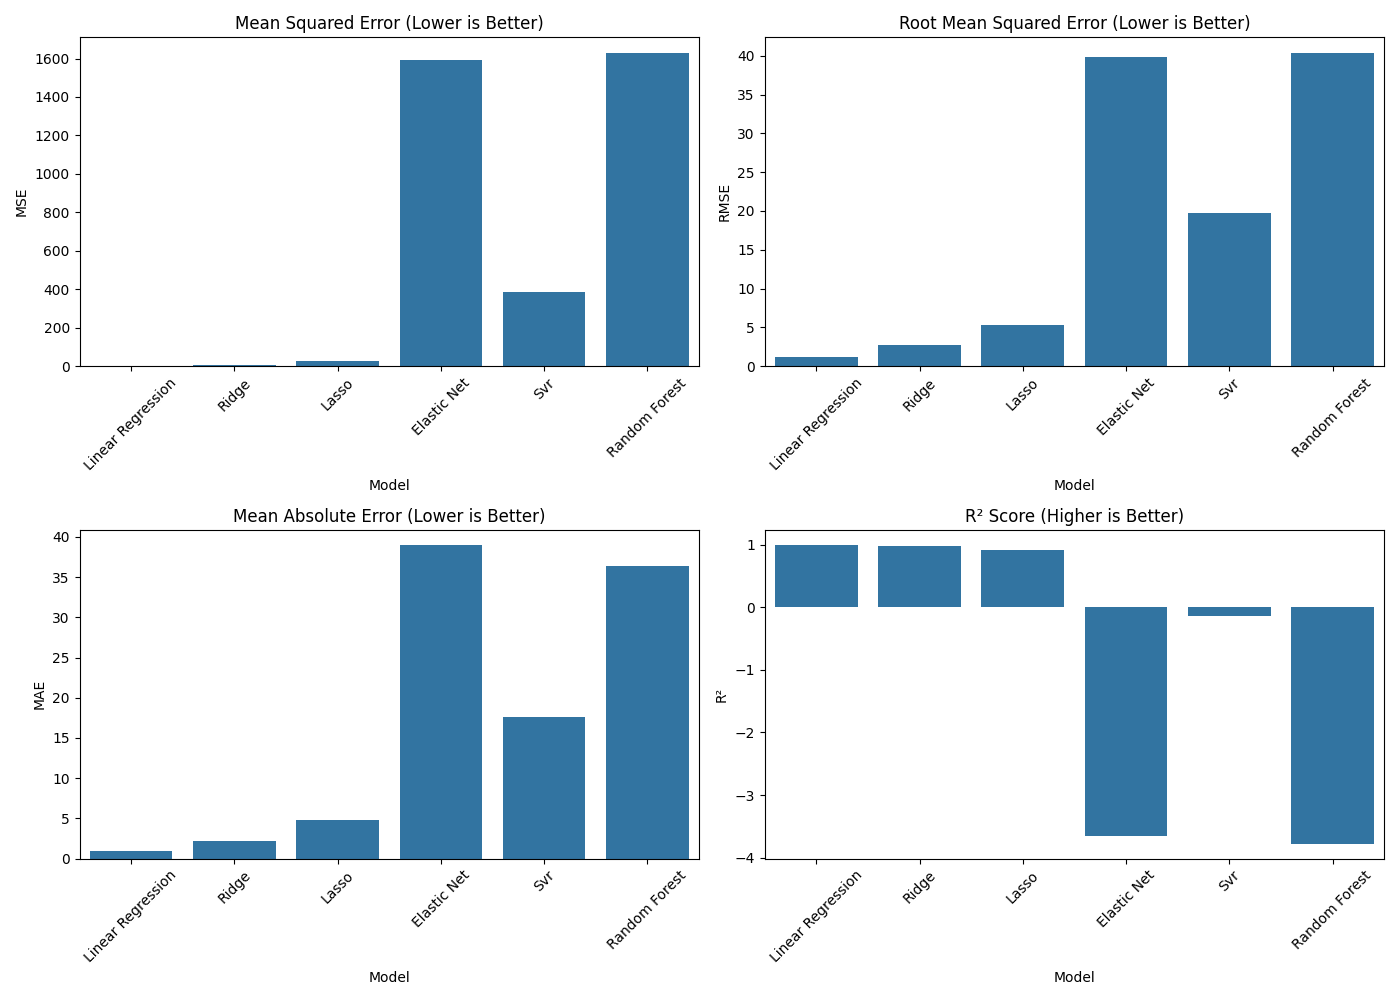 Mean Squared Error (Lower is Better)
1600
1400
1200
1000
800
600
400
200
0
MSE
Linear Regression
Ridge
Lasso
Elastic Net
Svr
Random Forest
Model
Root Mean Squared Error (Lower is Better)
40
35
30
25
20
15
10
5
0
RMSE
Linear Regression
Ridge
Lasso
Elastic Net
Svr
Random Forest
Model
Mean Absolute Error (Lower is Better)
40
35
30
25
20
15
10
5
0
MAE
Linear Regression
Ridge
Lasso
Elastic Net
Svr
Random Forest
Model
R² Score (Higher is Better)
1
0
−1
−2
−3
−4
R²
Linear Regression
Ridge
Lasso
Elastic Net
Svr
Random Forest
Model